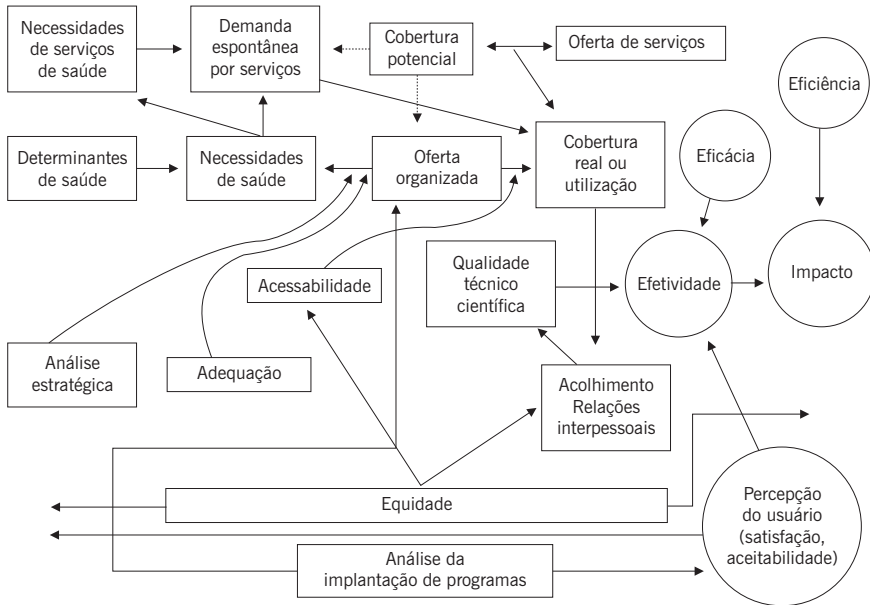 Necessidades
de serviços
de saúde
Demanda
espontânea
por serviços
Cobertura
potencial
Oferta de serviços
Eficiência
Determinantes
de saúde
Necessidades
de saúde
Oferta
organizada
Cobertura
real ou
utilização
Eficácia
Acessabilidade
Qualidade
técnico
científica
Efetividade
Impacto
Análise
estratégica
Adequação
Acolhimento
Relações
interpessoais
Equidade
Percepção
do usuário
(satisfação,
aceitabilidade)
Análise da
implantação de programas